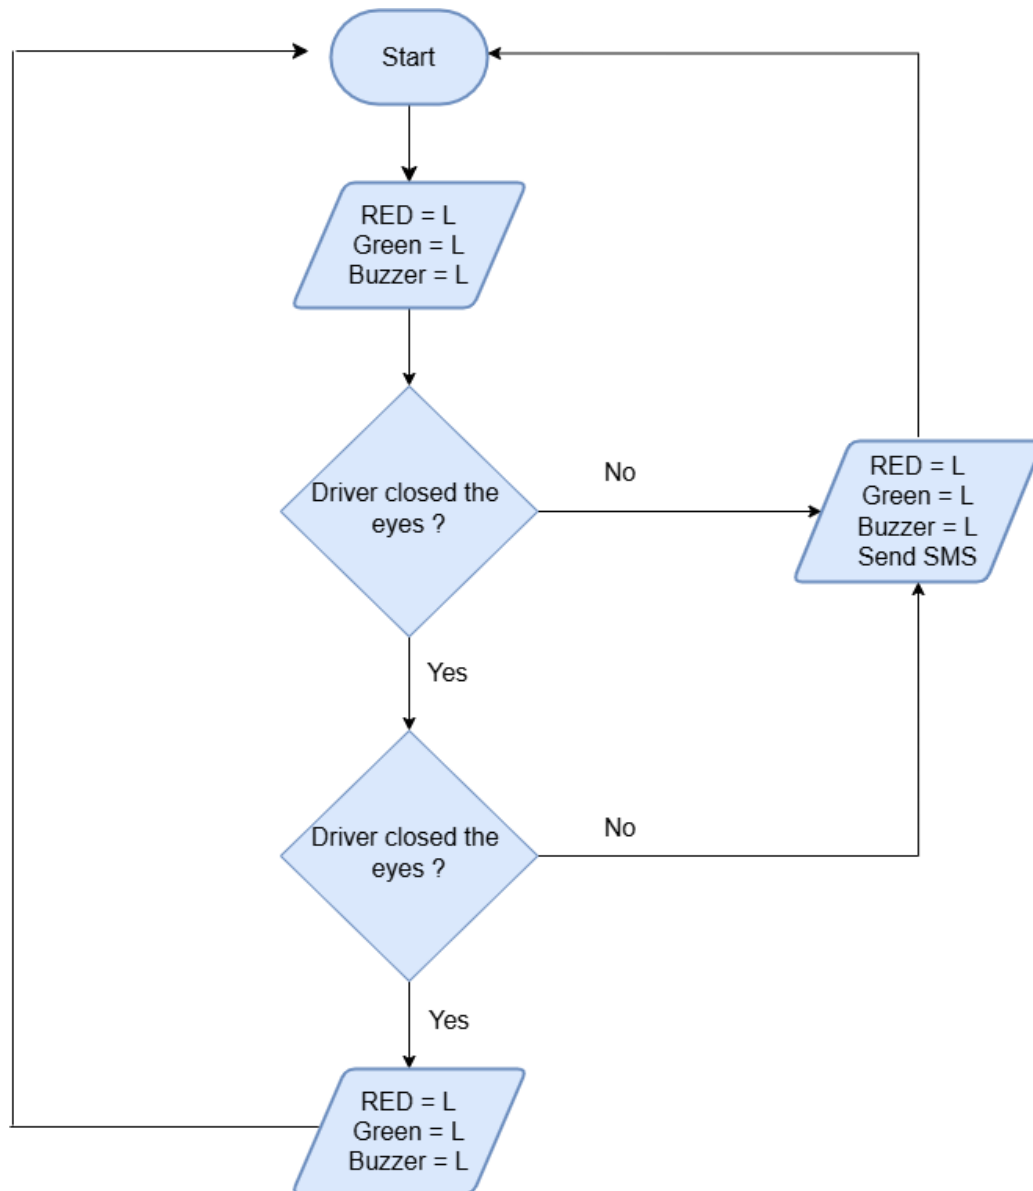 Start
RED = L
Green = L
Buzzer = L
Driver closed the
eyes ?
No
RED = L
Green = L
Buzzer = L
Send SMS
Yes
Driver closed the
eyes ?
No
Yes
RED = L
Green = L
Buzzer = L